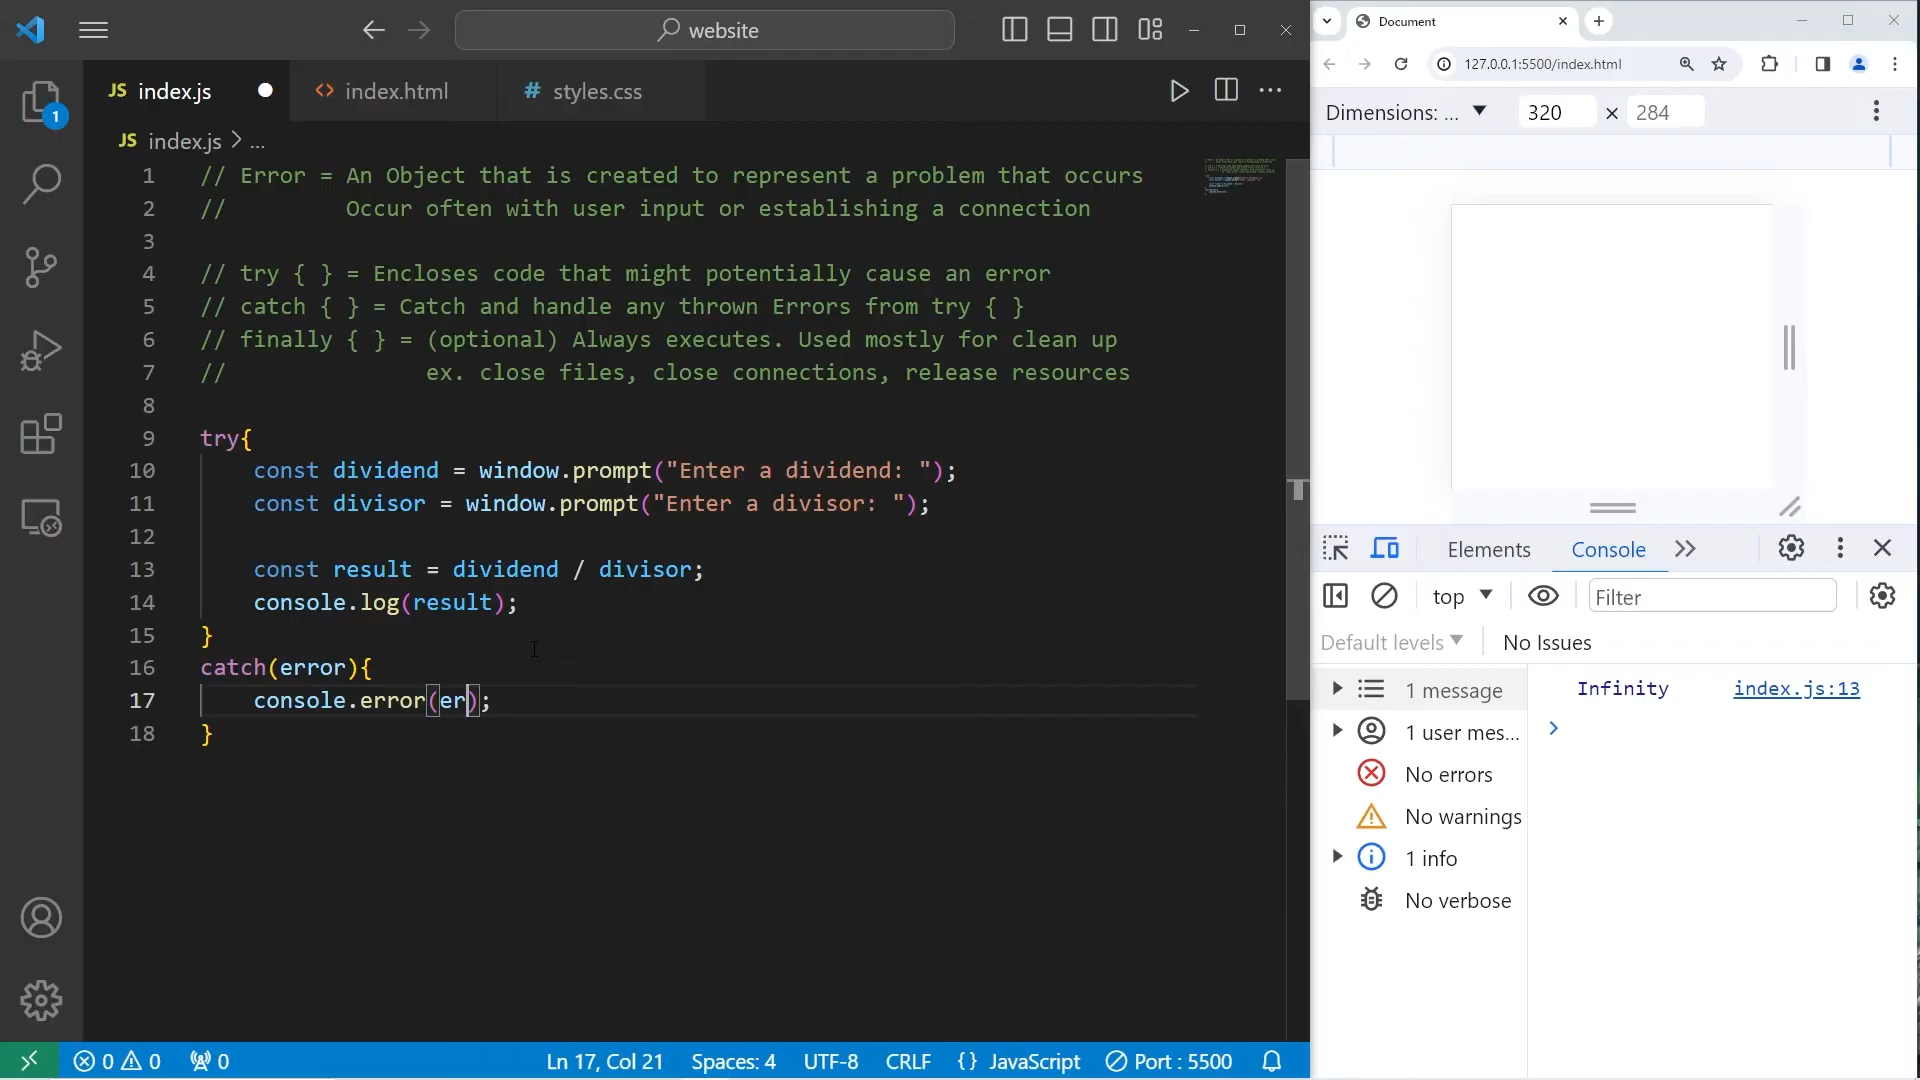 website
JS index.js
<> index.html
# styles.css
JS index.js > ...
1 // Error = An Object that is created to represent a problem that occurs
2 // Occur often with user input or establishing a connection
3
4 // try { } = Encloses code that might potentially cause an error
5 // catch { } = Catch and handle any thrown Errors from try { }
6 // finally { } = (optional) Always executes. Used mostly for clean up
7 // ex. close files, close connections, release resources
8
9 try{
10 const dividend = window.prompt("Enter a dividend: ");
11 const divisor = window.prompt("Enter a divisor: ");
12
13 const result = dividend / divisor;
14 console.log(result);
15 }
16 catch(error){
17 console.error(er);
18 }
1
0 0 0 Ln 17, Col 21 Spaces: 4 UTF-8 CRLF {} JavaScript Port : 5500
Document
127.0.0.1:5500/index.html
Dimensions: ... 320 × 284
Elements Console
top Filter
Default levels No Issues
1 message
1 user mes...
No errors
No warnings
1 info
No verbose
Infinity index.js:13